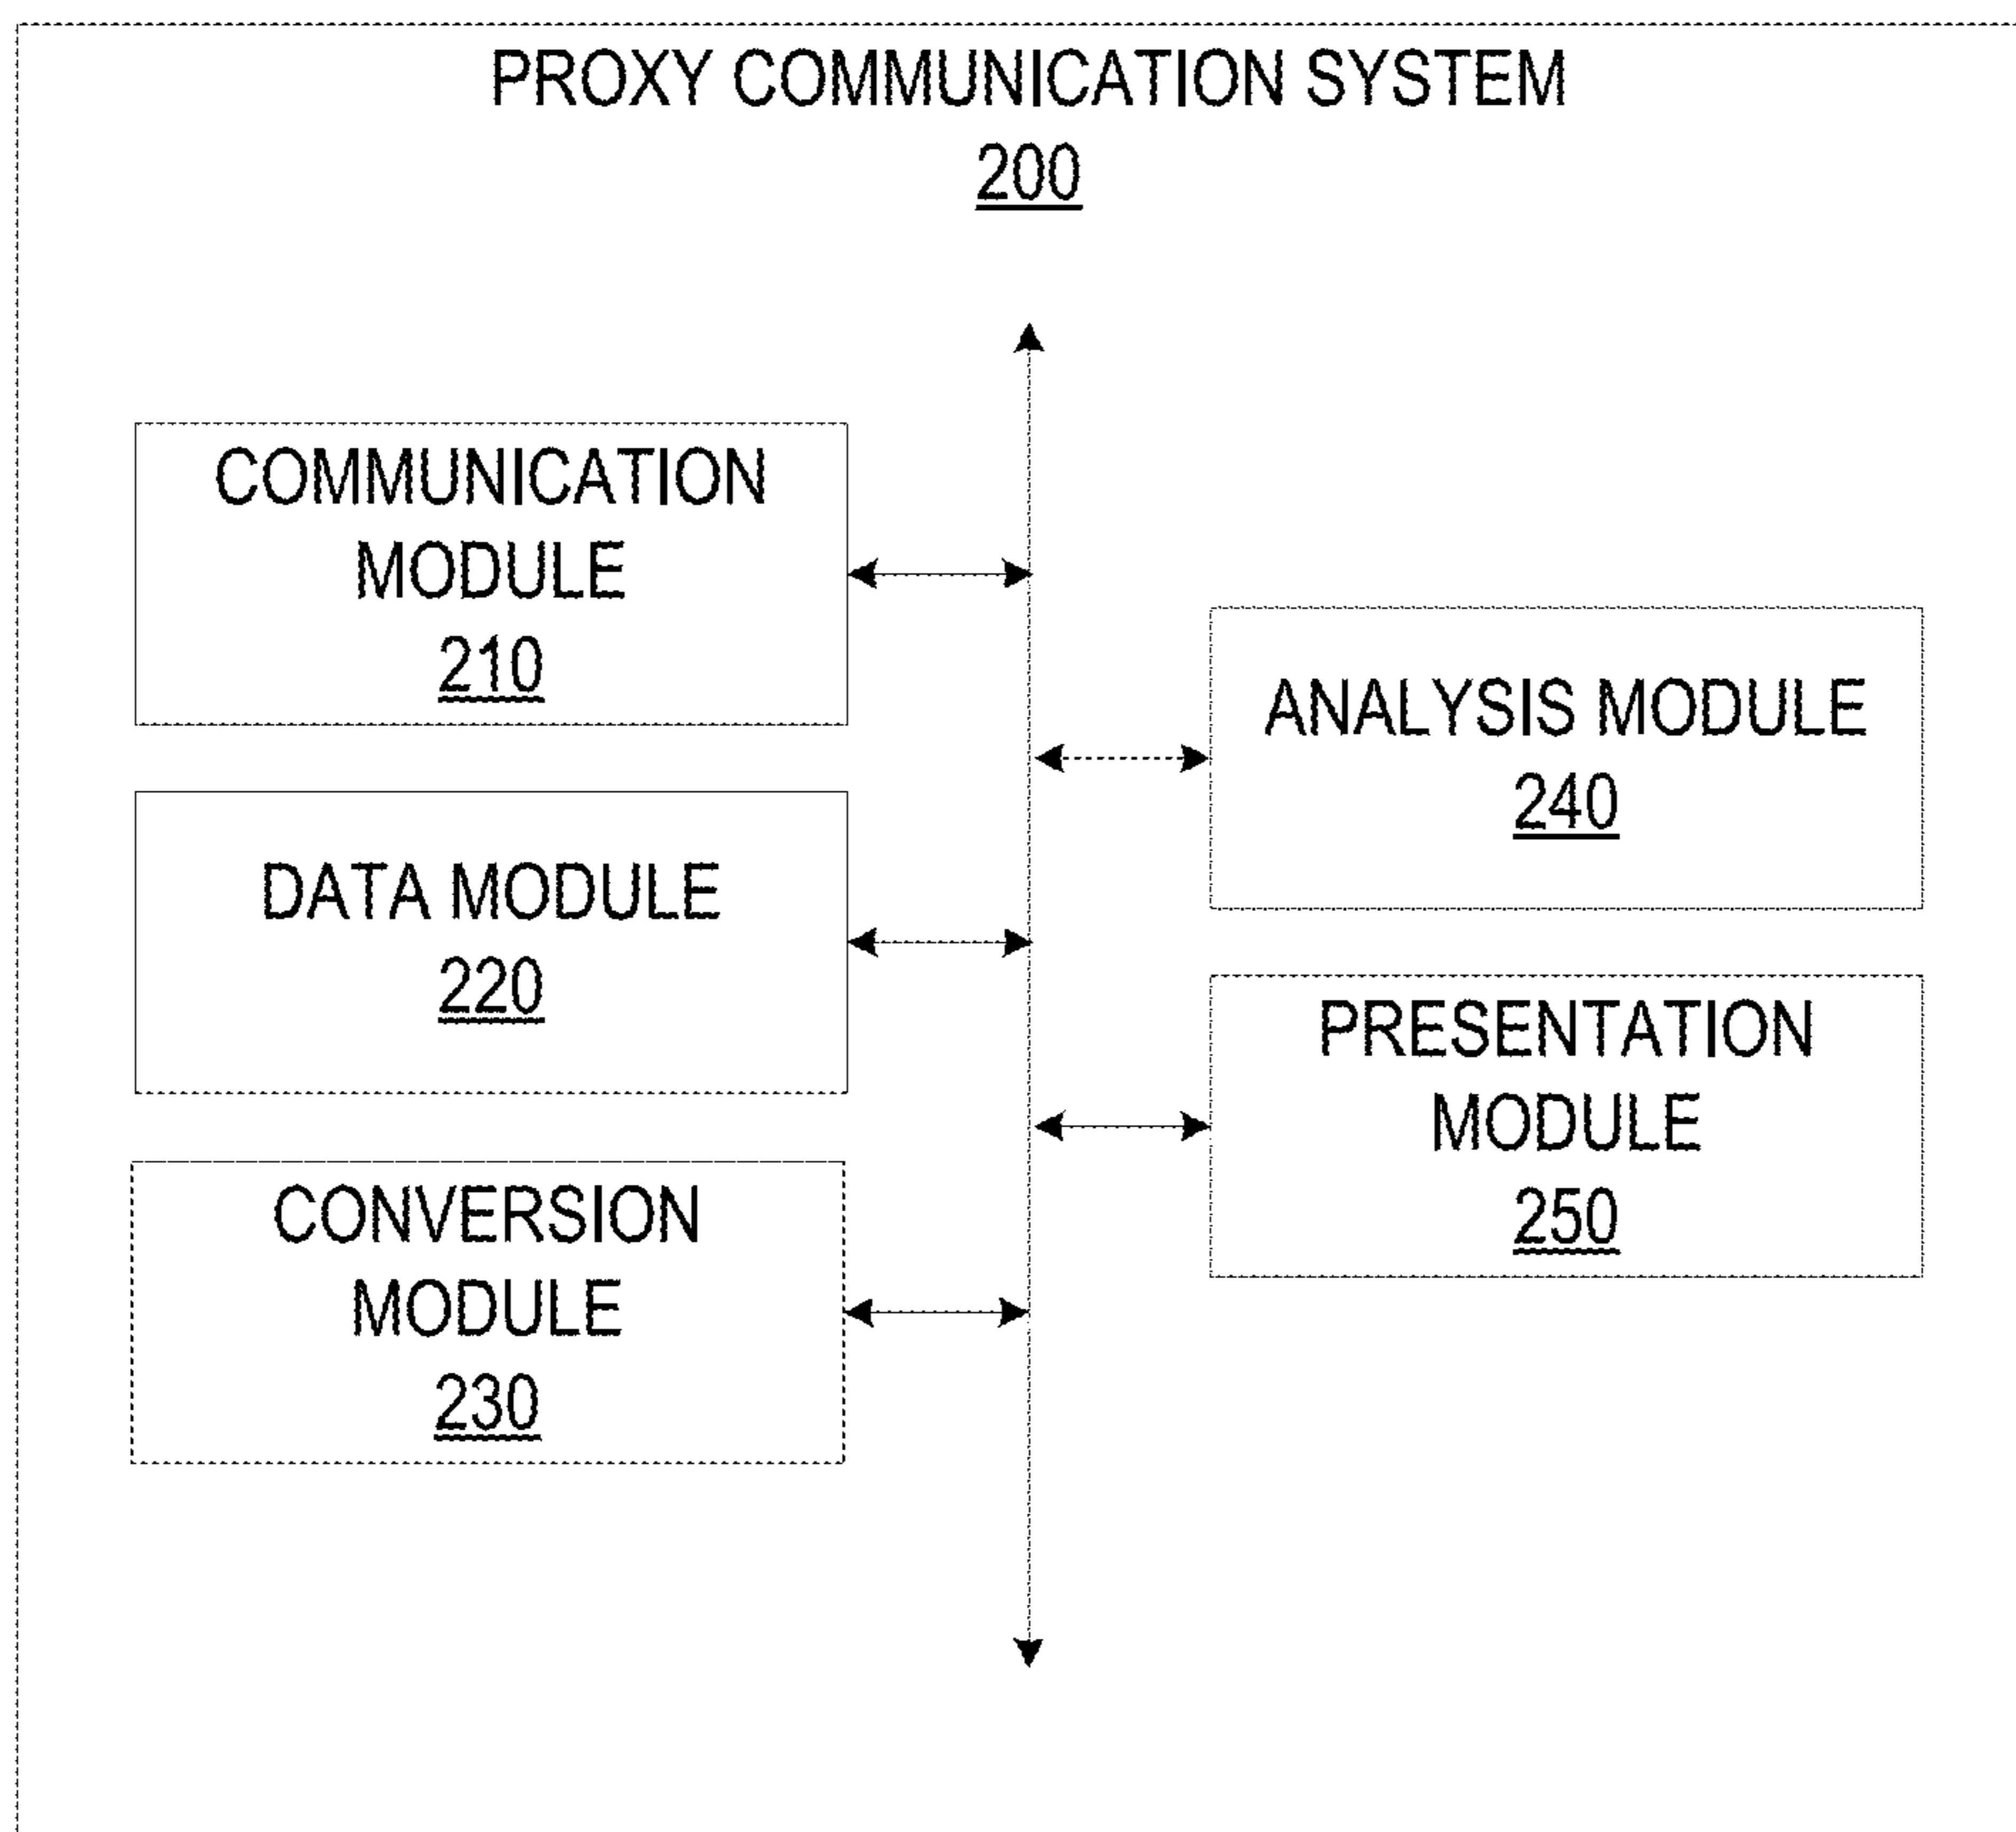 PROXY COMMUNICATION SYSTEM
200
COMMUNICATION
MODULE
210
DATA MODULE
220
CONVERSION
MODULE
230
ANALYSIS MODULE
240
PRESENTATION
MODULE
250